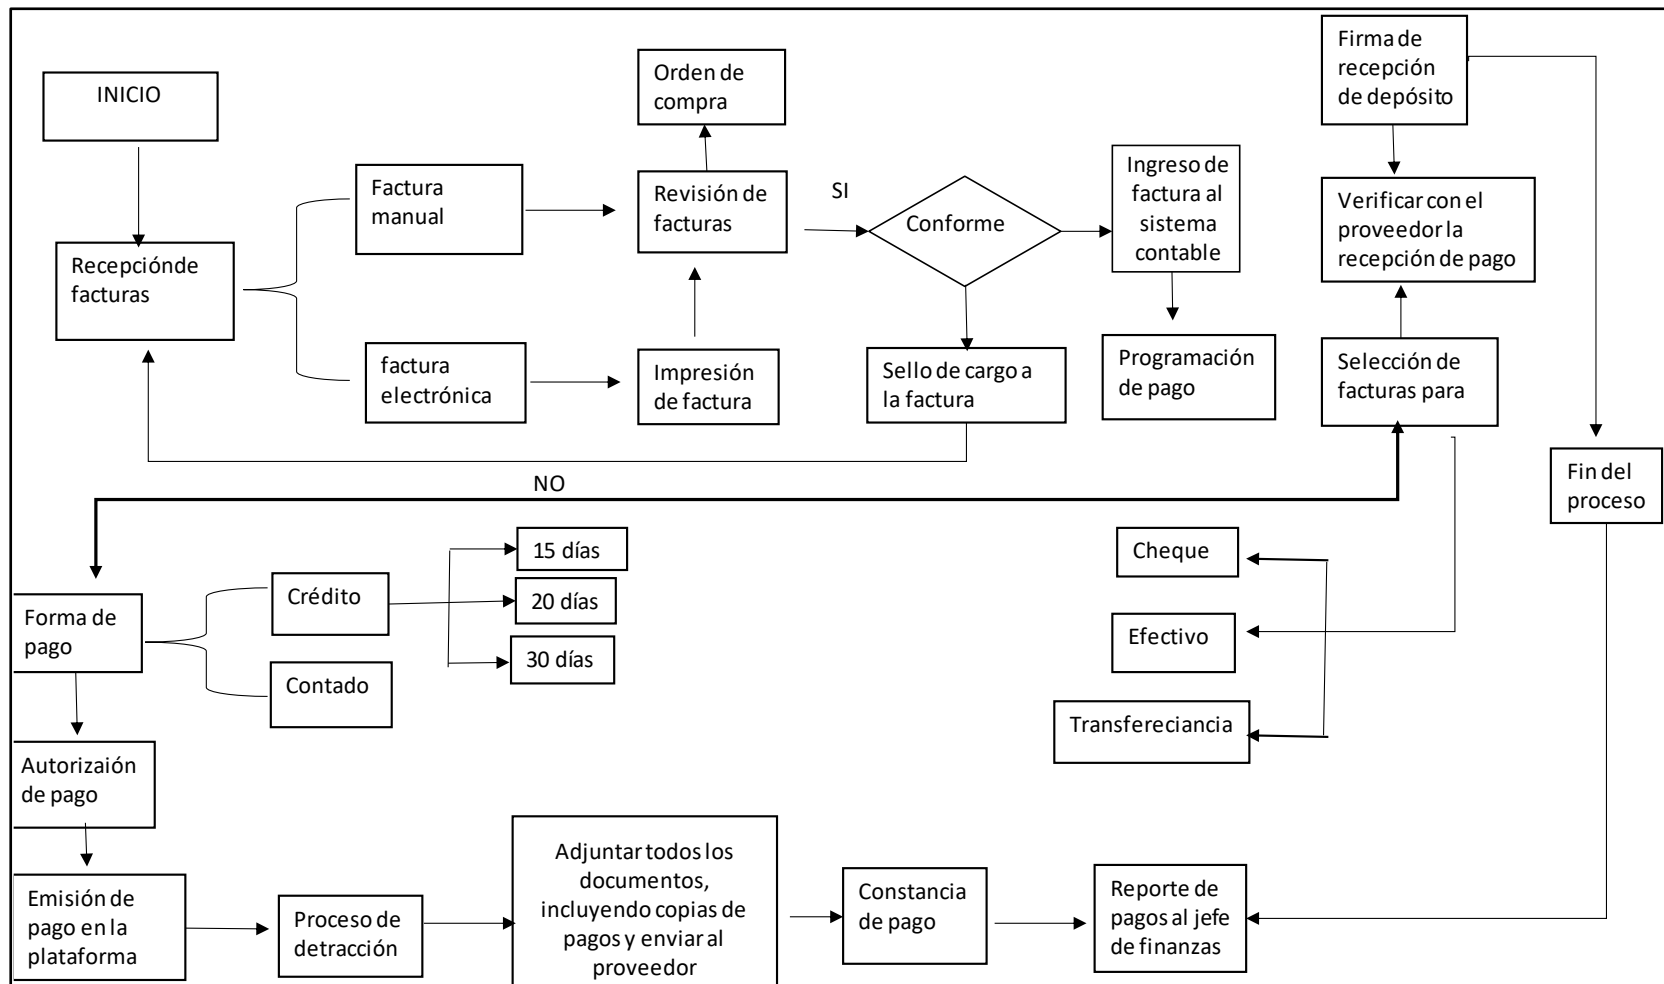 INICIO
Recepciónde
facturas
Factura
manual
factura
electrónica
Orden de
compra
Revisión de
facturas
Impresión
de factura
SI
Conforme
Sello de cargo a
la factura
Ingreso de
factura al
sistema
contable
Programación
de pago
Firma de
recepción
de depósito
Verificar con el
proveedor la
recepción de pago
Selección de
facturas para
Fin del
proceso
NO
Forma de
pago
Crédito
Contado
15 días
20 días
30 días
Cheque
Efectivo
Transfereciancia
Autorizaión
de pago
Emisión de
pago en la
plataforma
Proceso de
detracción
Adjuntar todos los
documentos,
incluyendo copias de
pagos y enviar al
proveedor
Constancia
de pago
Reporte de
pagos al jefe
de finanzas